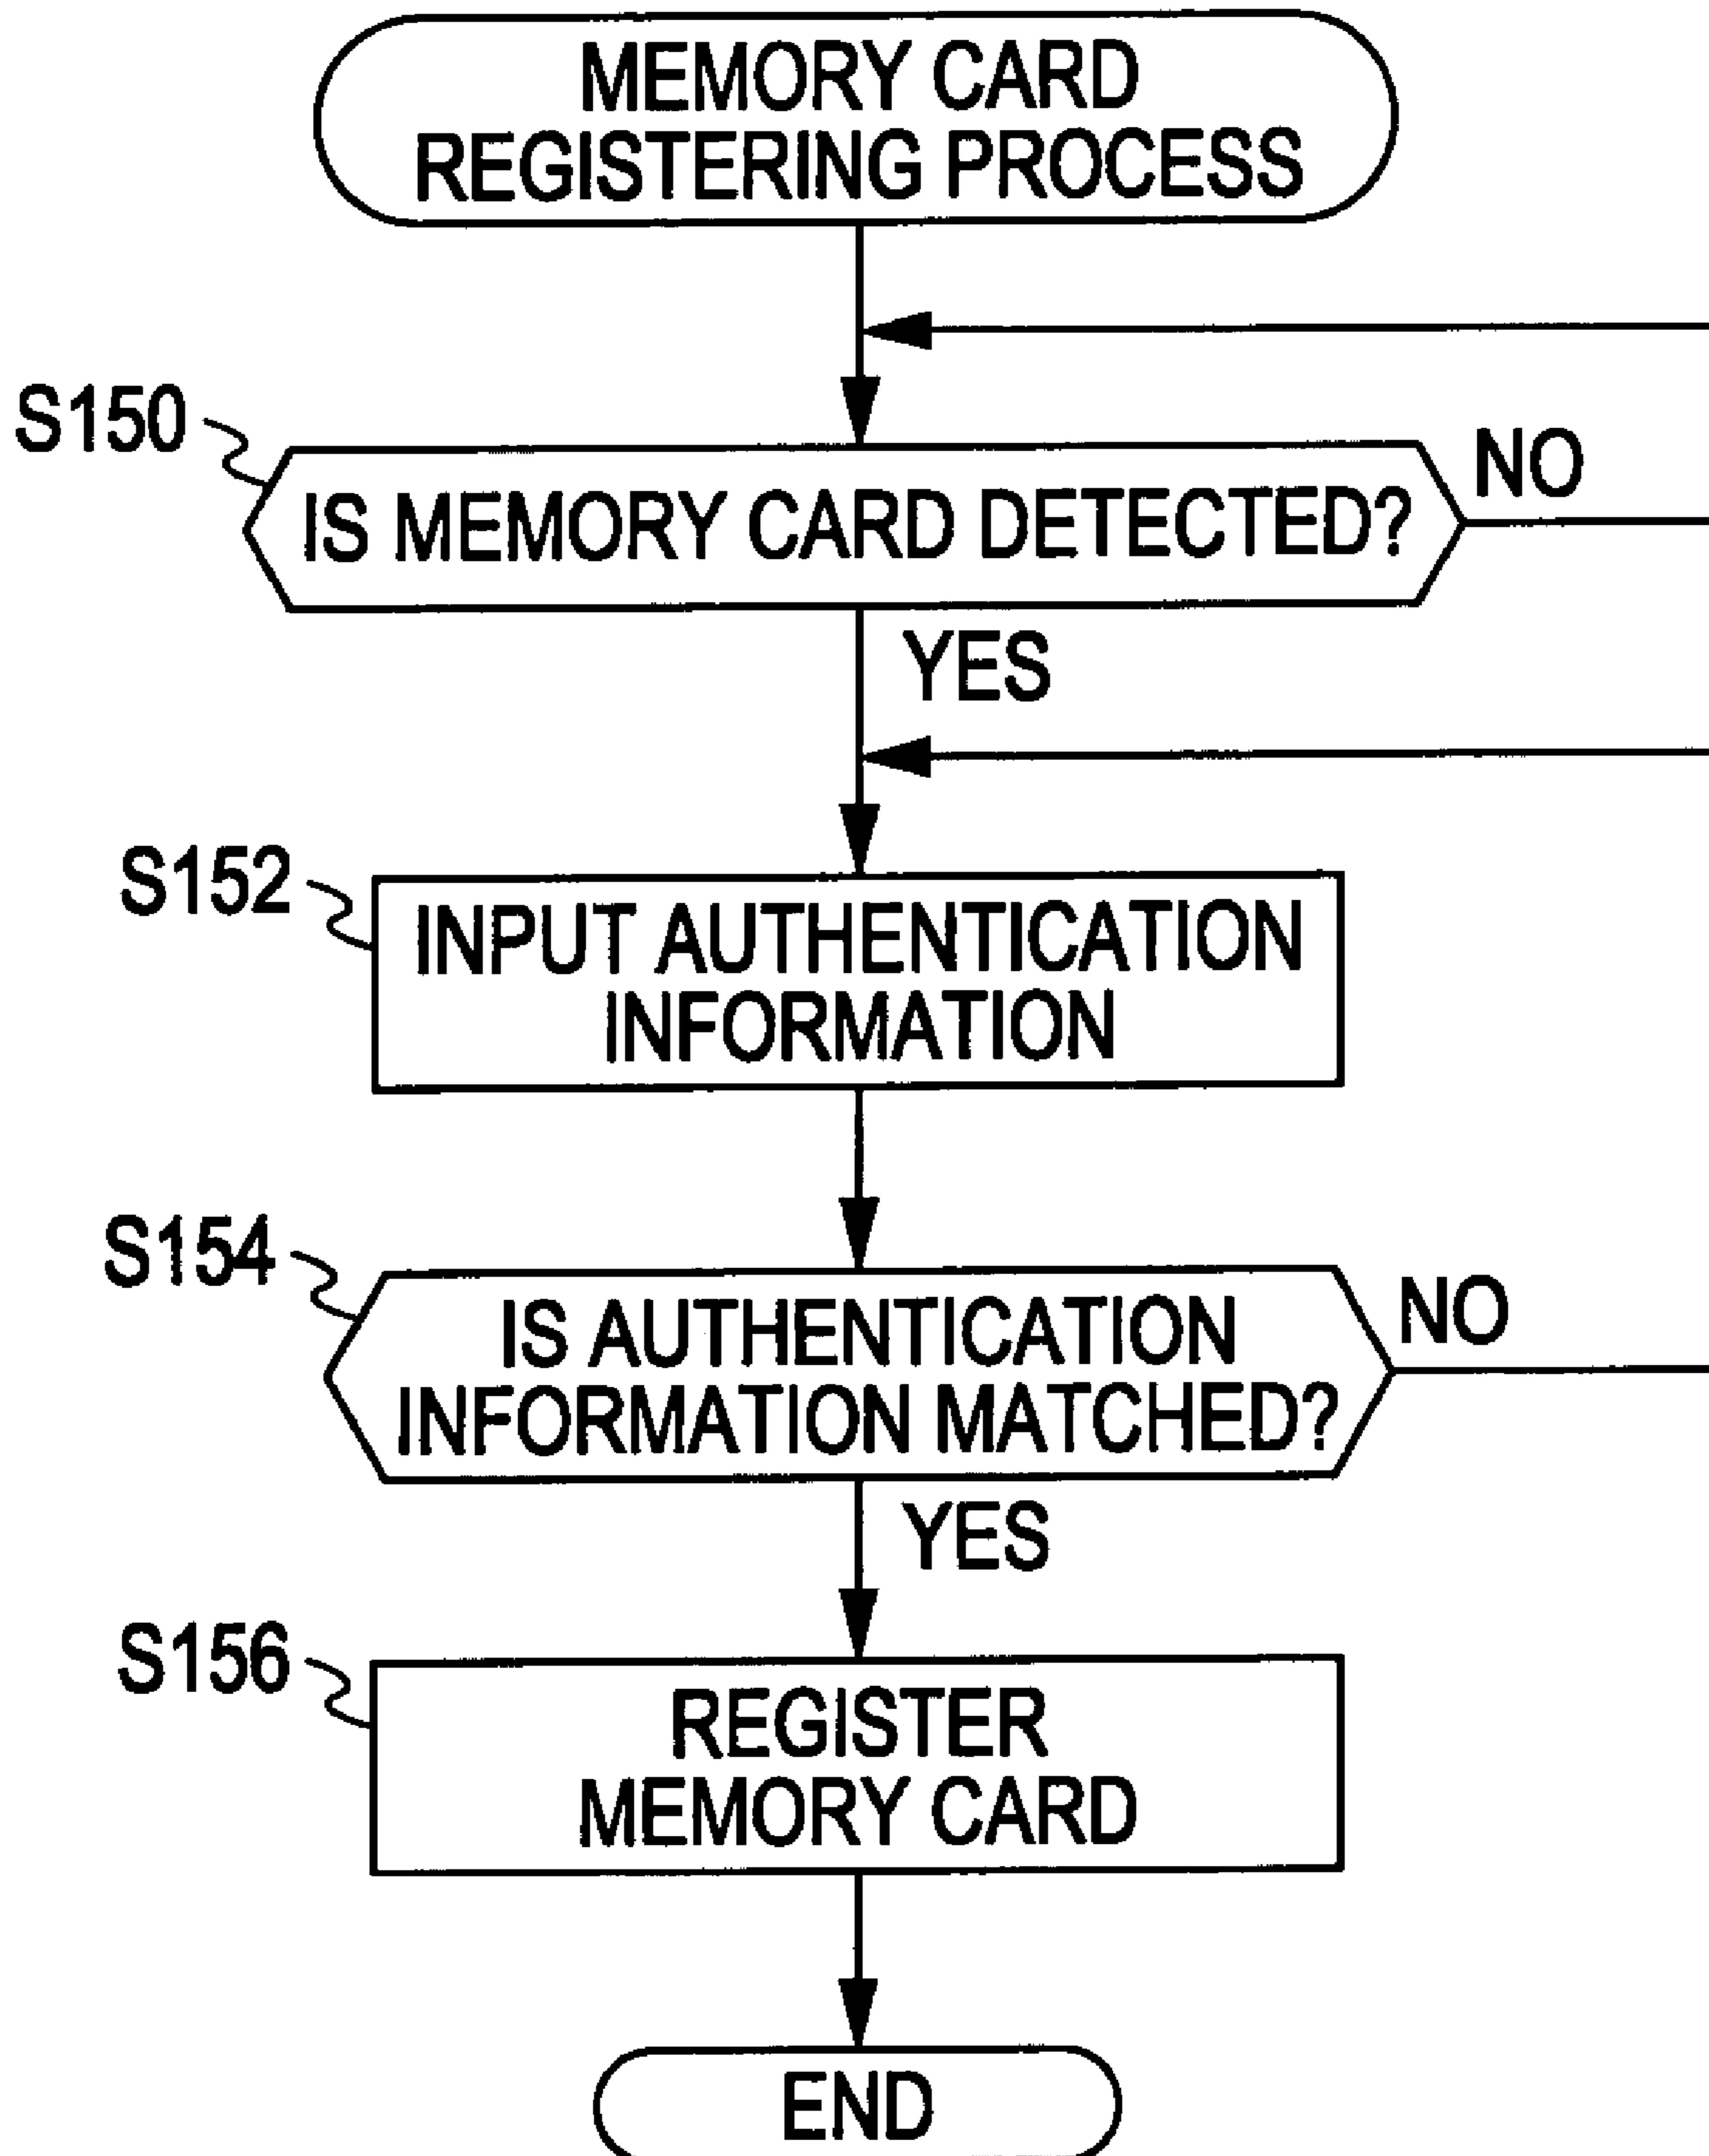 MEMORY CARD
REGISTERING PROCESS
S150
IS MEMORY CARD DETECTED?
NO
YES
S152
INPUT AUTHENTICATION
INFORMATION
S154
IS AUTHENTICATION
INFORMATION MATCHED?
NO
YES
S156
REGISTER
MEMORY CARD
END